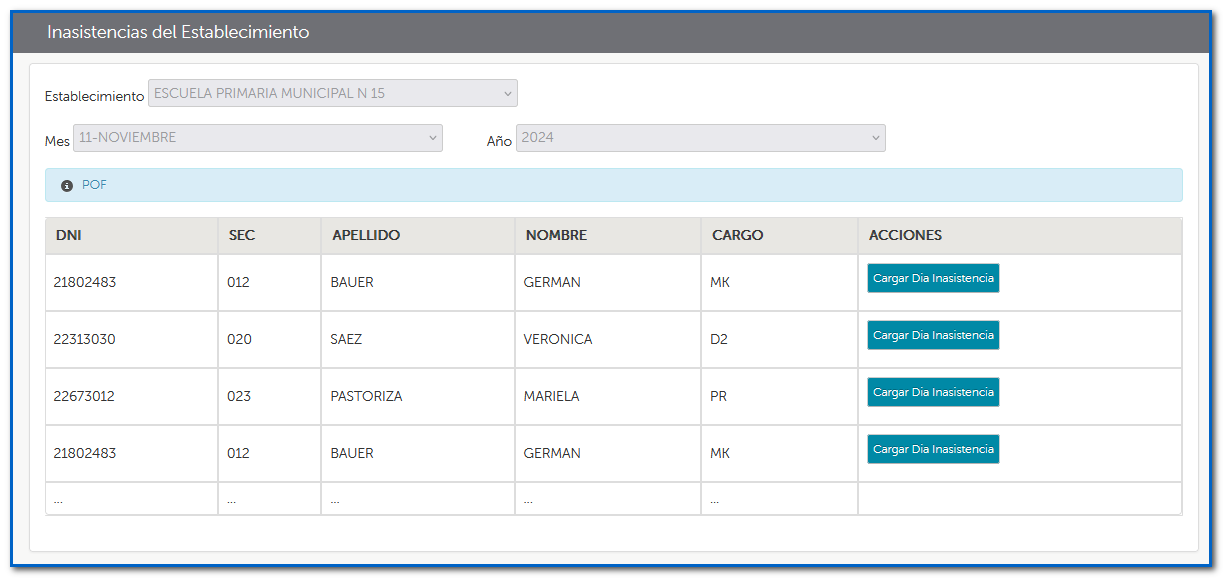 Inasistencias del Establecimiento
Establecimiento ESCUELA PRIMARIA MUNICIPAL N 15
Mes 11-NOVIEMBRE Año 2024
POF
DNI SEC APELLIDO NOMBRE CARGO ACCIONES
21802483 012 BAUER GERMAN MK Cargar Dia Inasistencia
22313030 020 SAEZ VERONICA D2 Cargar Dia Inasistencia
22673012 023 PASTORIZA MARIELA PR Cargar Dia Inasistencia
21802483 012 BAUER GERMAN MK Cargar Dia Inasistencia
... ... ... ... ...